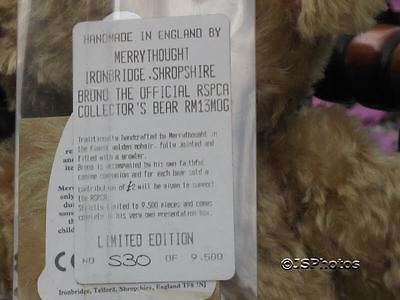 HANDMADE IN ENGLAND BY
MERRYTHOUGHT
IRONBRIDGE,SHROPSHIRE
BRUNO THE OFFICIAL RSPCA
COLLECTOR'S BEAR RM13MOG
Traditionally handcrafted by Merrythought in
the finest golden mohair, fully jointed and
fitted with a growler.
Bruno is accompanied by his own faithful
canine companion and for each bear sold a
contribution of £2 will be given to support
the RSPCA.
Strictly Limited to 9,500 pieces and comes
complete in his very own presentation box.
LIMITED EDITION
NO 530 OF 9,500
Ironbridge, Telford, Shropshire, England TF8 7NJ
©JSPhotos